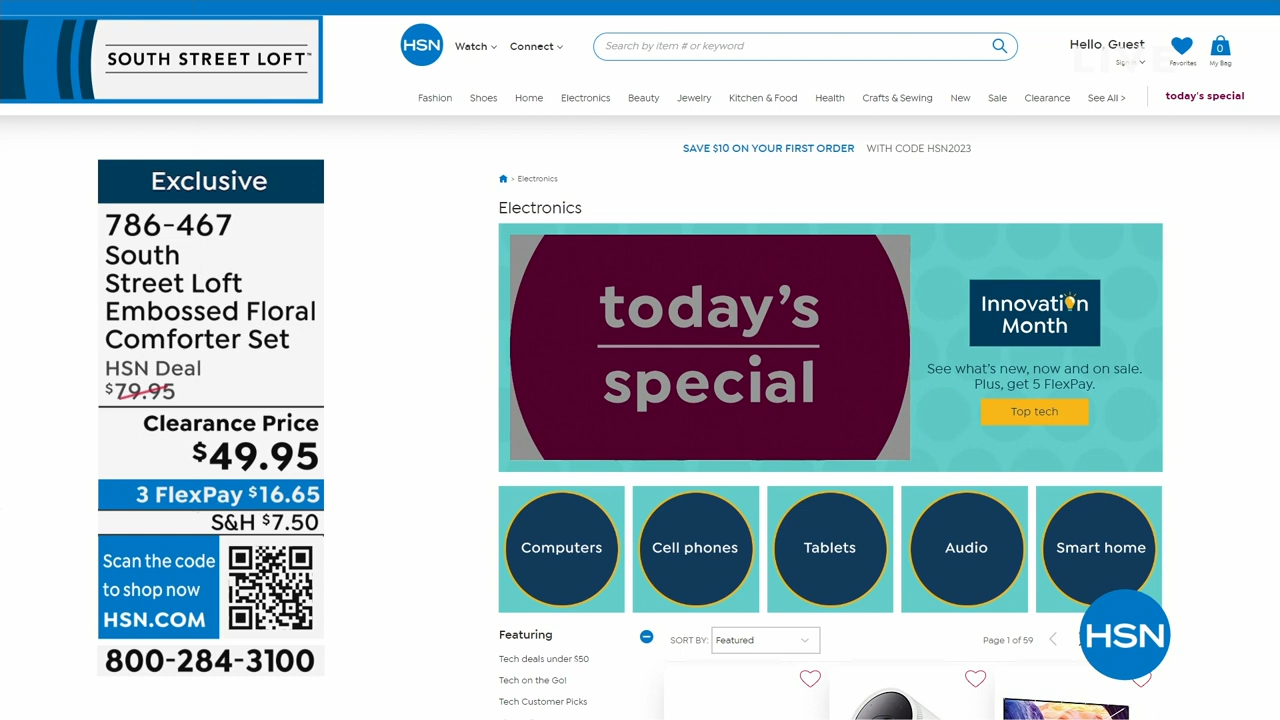 SOUTH STREET LOFT™
HSN
Watch
Connect
Search by item # or keyword
Hello, Guest
Sign in
LIVE
Favorites
0
My Bag
Fashion
Shoes
Home
Electronics
Beauty
Jewelry
Kitchen & Food
Health
Crafts & Sewing
New
Sale
Clearance
See All >
today's special
SAVE $10 ON YOUR FIRST ORDER WITH CODE HSN2023
> Electronics
Electronics
today's
special
Innovation
Month
See what's new, now and on sale.
Plus, get 5 FlexPay.
Top tech
Computers
Cell phones
Tablets
Audio
Smart home
Featuring
Tech deals under $50
Tech on the Go!
Tech Customer Picks
SORT BY: Featured
Page 1 of 59
HSN
Exclusive
786-467
South
Street Loft
Embossed Floral
Comforter Set
HSN Deal
$79.95
Clearance Price
$49.95
3 FlexPay $16.65
S&H $7.50
Scan the code
to shop now
HSN.COM
800-284-3100